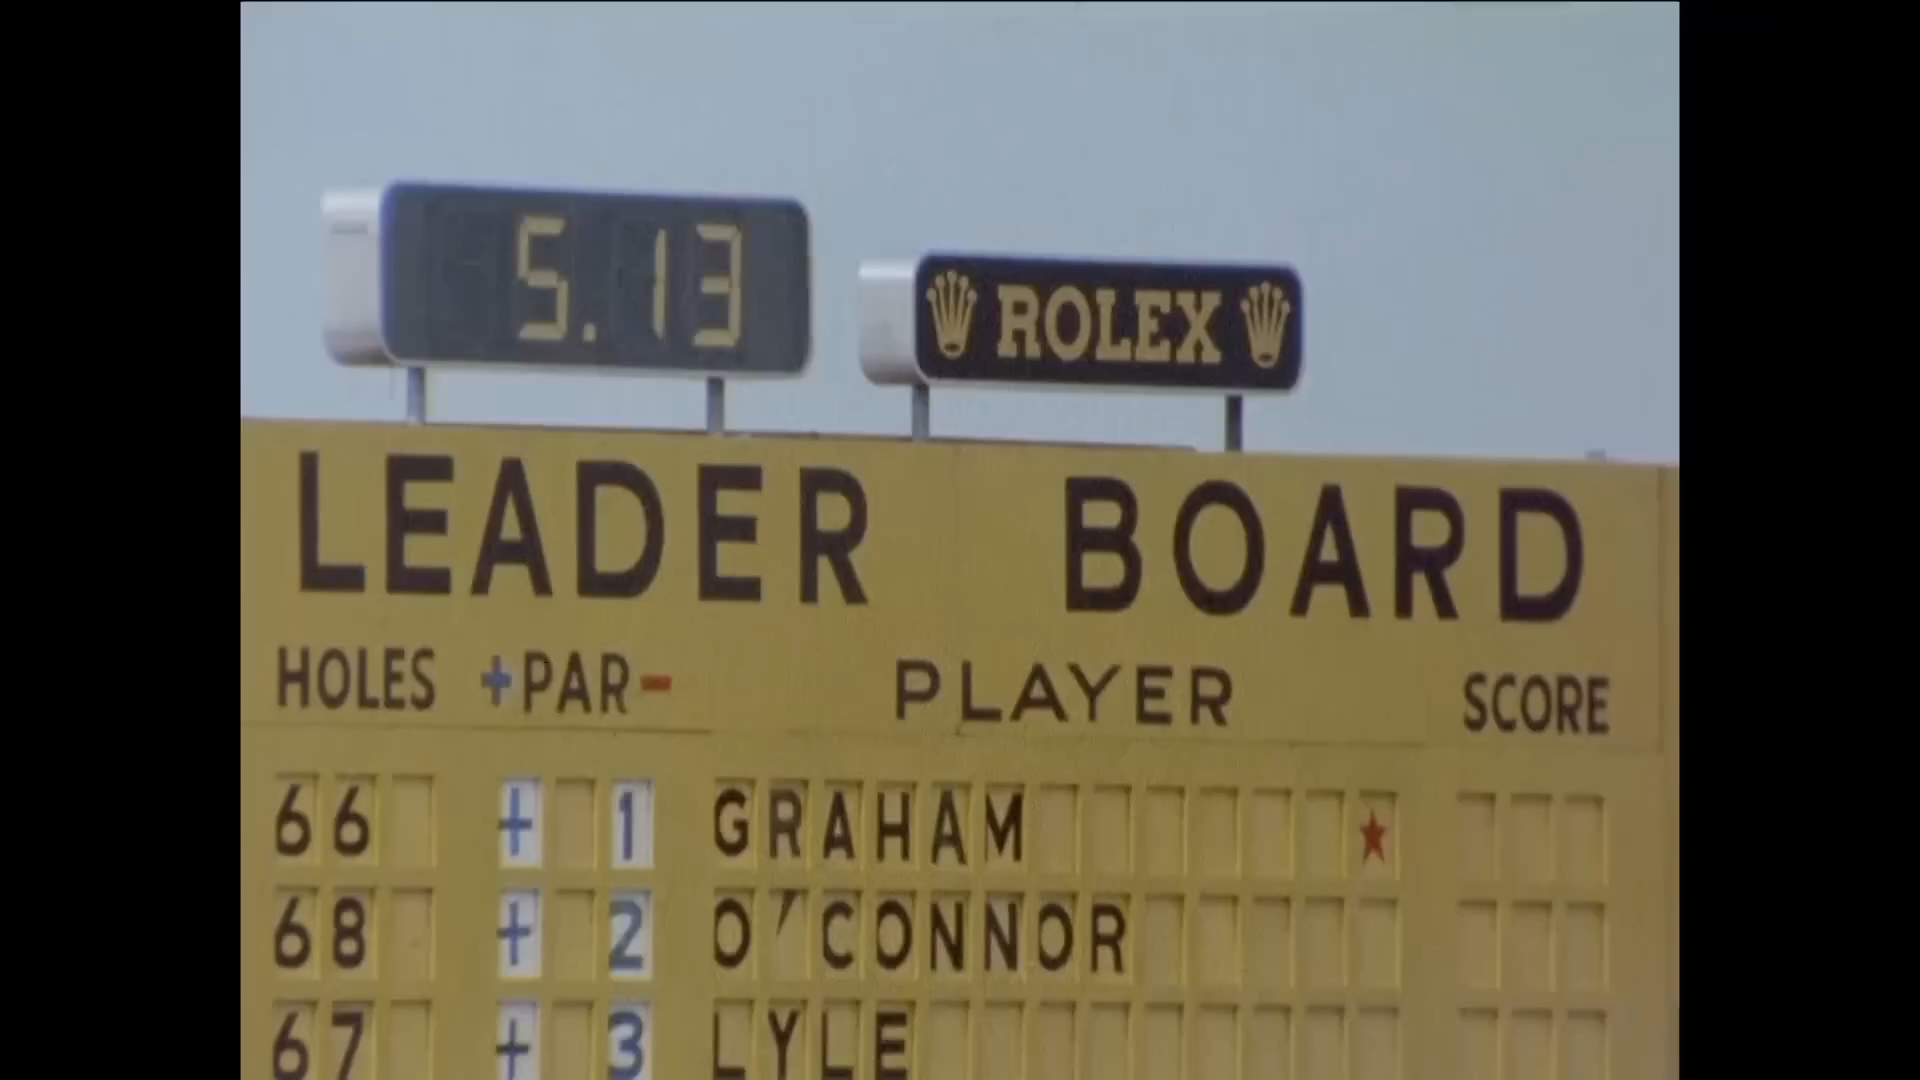 5.13
ROLEX
LEADER BOARD
HOLES +PAR- PLAYER SCORE
66 + 1 GRAHAM ★
68 + 2 O'CONNOR
67 + 3 LYLE